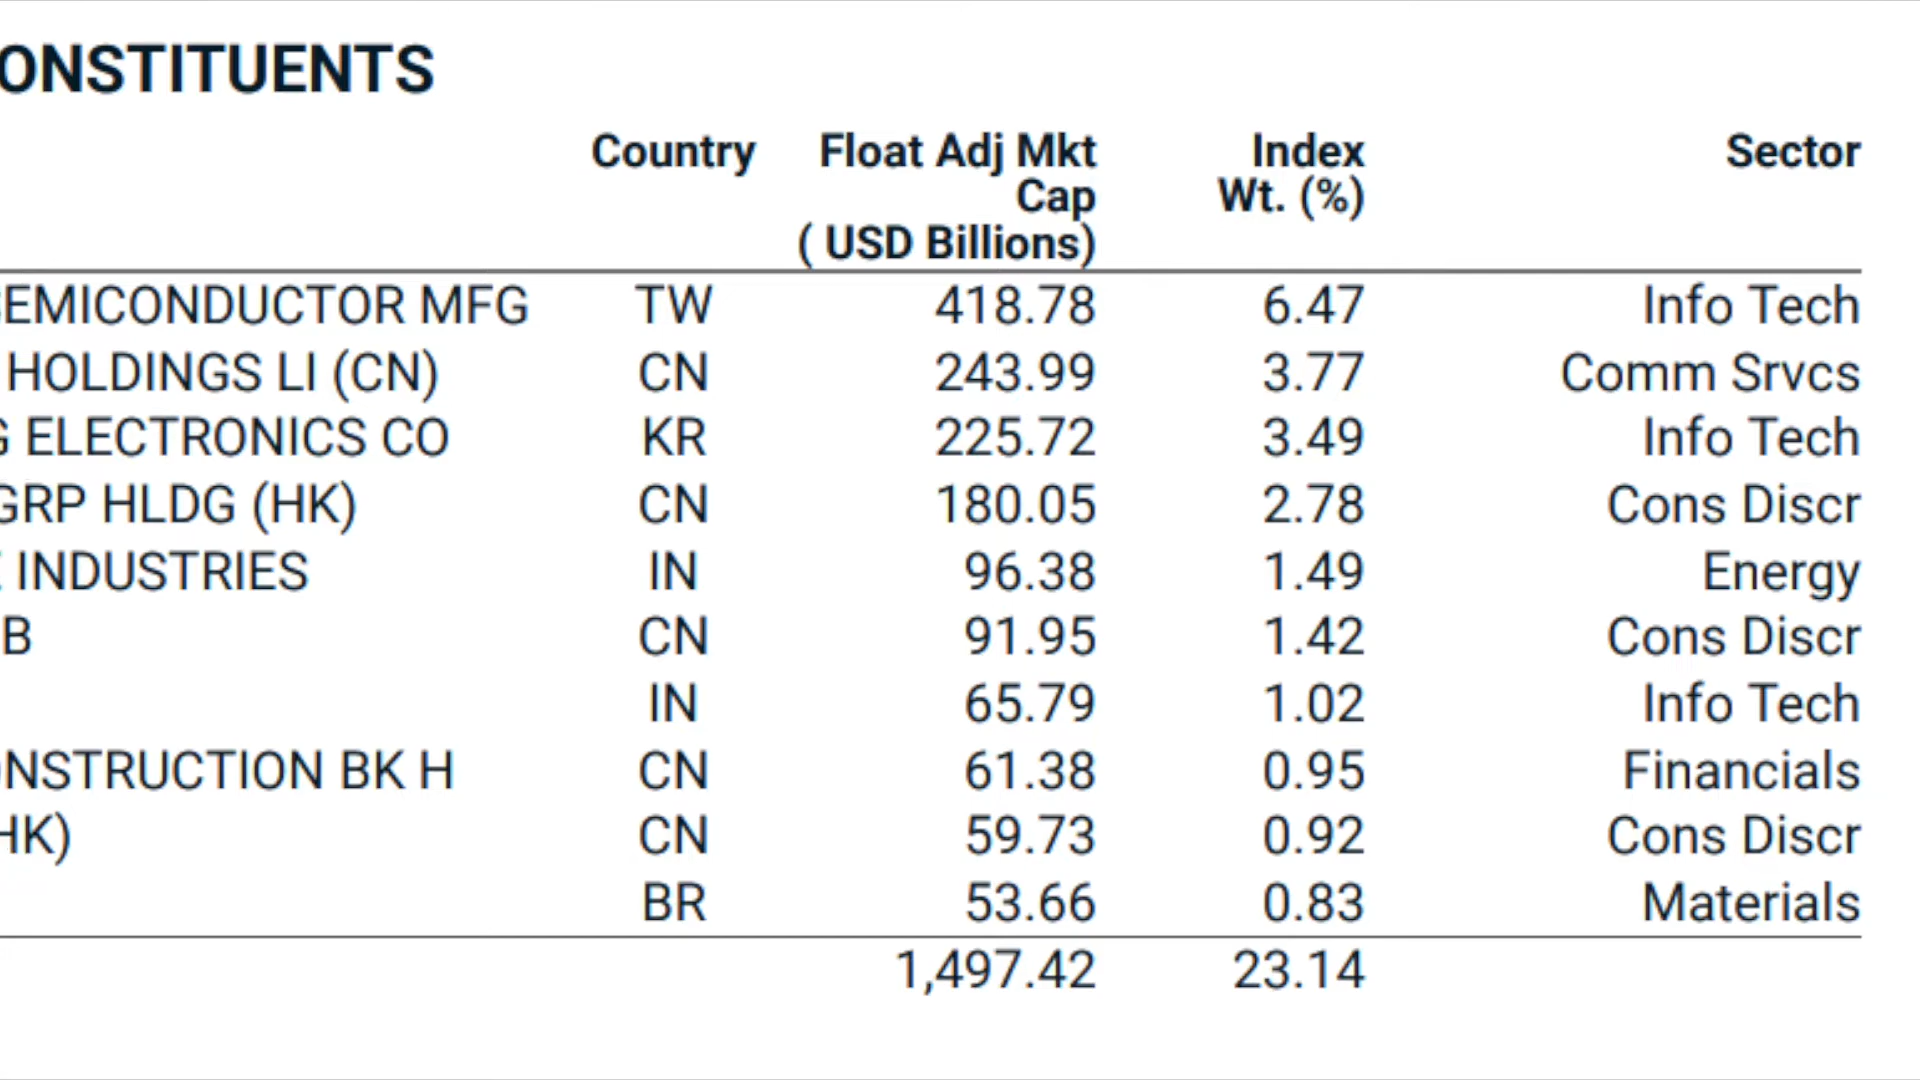 ONSTITUENTS
Country Float Adj Mkt Index Sector
Cap Wt. (%)
( USD Billions)
EMICONDUCTOR MFG TW 418.78 6.47 Info Tech
HOLDINGS LI (CN) CN 243.99 3.77 Comm Srvcs
G ELECTRONICS CO KR 225.72 3.49 Info Tech
GRP HLDG (HK) CN 180.05 2.78 Cons Discr
INDUSTRIES IN 96.38 1.49 Energy
B CN 91.95 1.42 Cons Discr
IN 65.79 1.02 Info Tech
ONSTRUCTION BK H CN 61.38 0.95 Financials
HK) CN 59.73 0.92 Cons Discr
BR 53.66 0.83 Materials
1,497.42 23.14